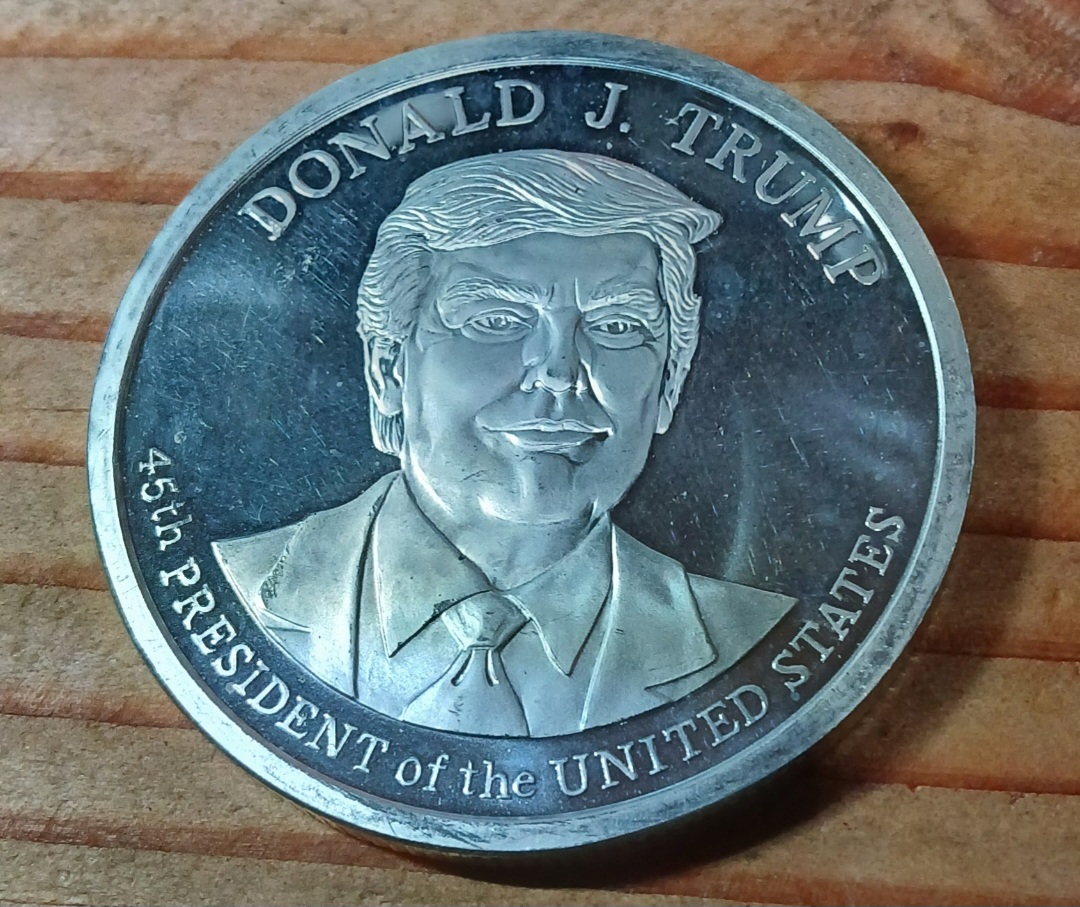 DONALD J. TRUMP
45th PRESIDENT of the UNITED STATES